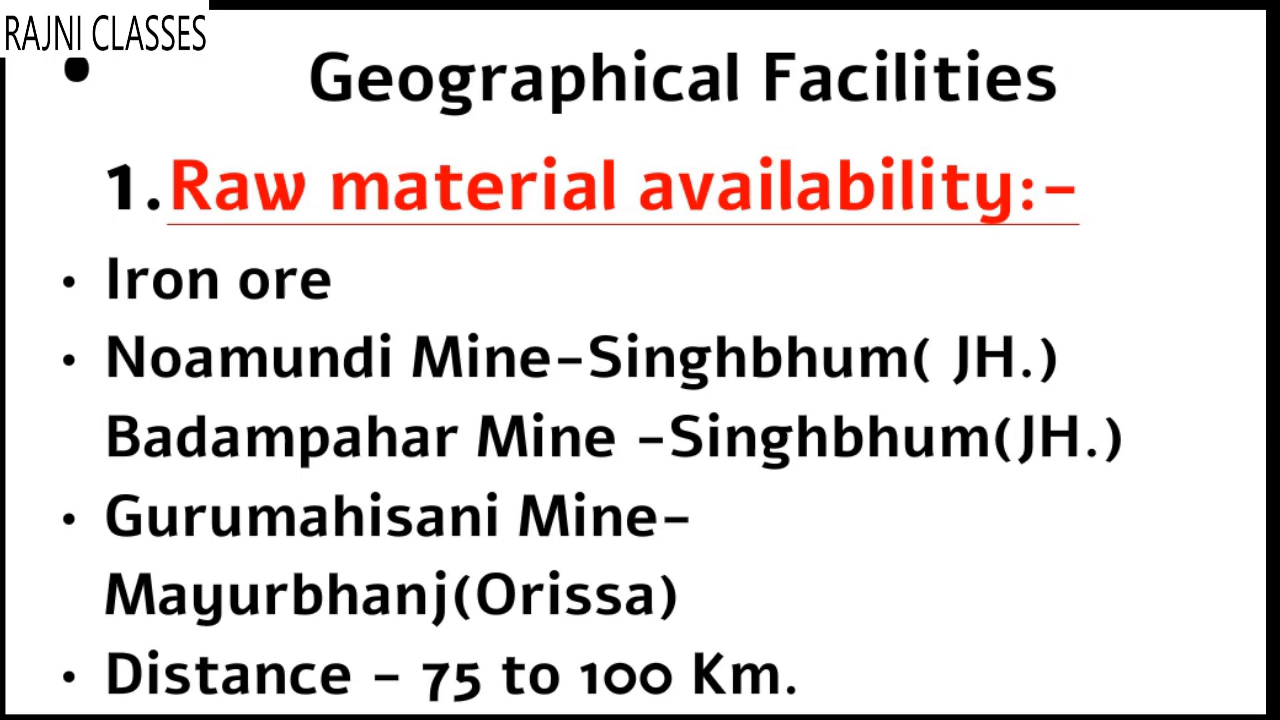 RAJNI CLASSES
• Geographical Facilities
1.Raw material availability:-
• Iron ore
• Noamundi Mine-Singhbhum( JH.)
Badampahar Mine -Singhbhum(JH.)
• Gurumahisani Mine-
Mayurbhanj(Orissa)
• Distance - 75 to 100 Km.